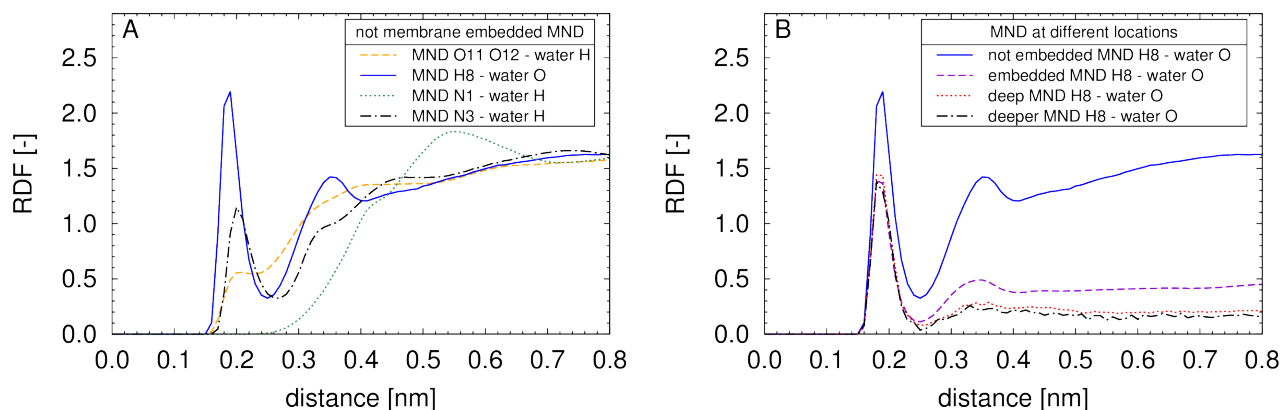 A
not membrane embedded MND
MND O11 O12 - water H
MND H8 - water O
MND N1 - water H
MND N3 - water H
RDF [-]
2.5
2.0
1.5
1.0
0.5
0.0
0.0 0.1 0.2 0.3 0.4 0.5 0.6 0.7 0.8
distance [nm]
B
MND at different locations
not embedded MND H8 - water O
embedded MND H8 - water O
deep MND H8 - water O
deeper MND H8 - water O
RDF [-]
2.5
2.0
1.5
1.0
0.5
0.0
0.0 0.1 0.2 0.3 0.4 0.5 0.6 0.7 0.8
distance [nm]